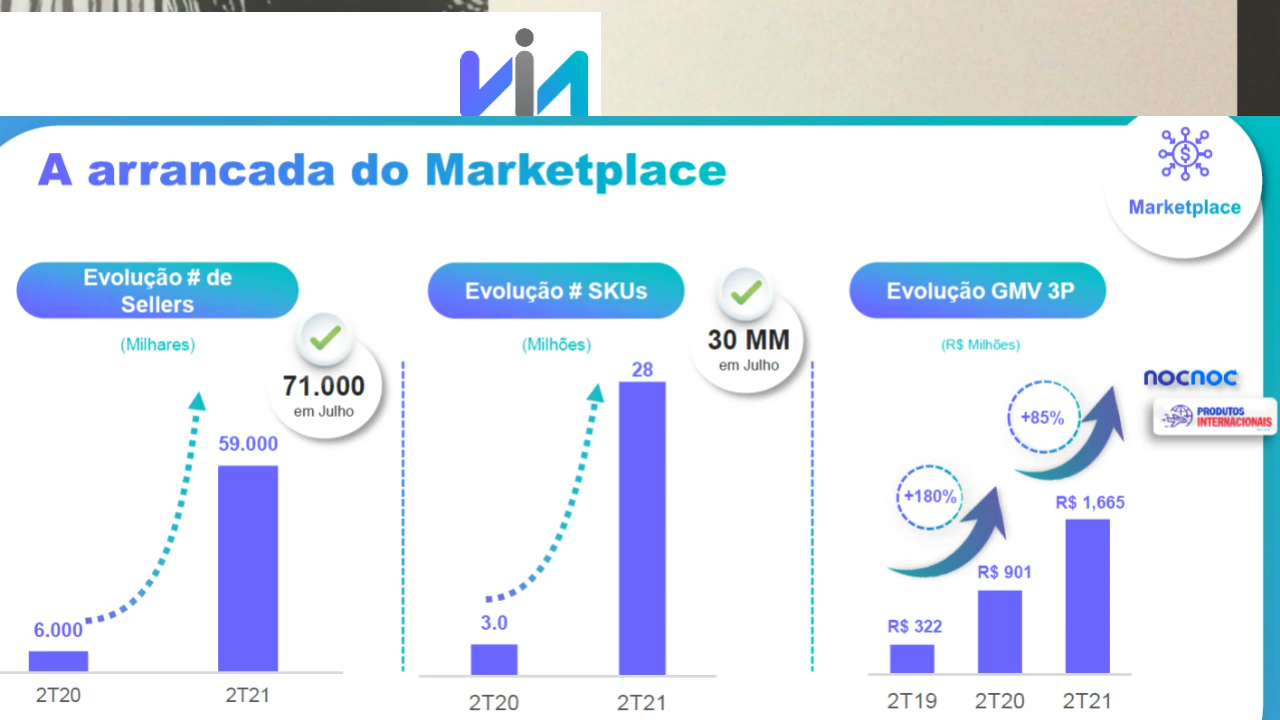 via
A arrancada do Marketplace
Marketplace
Evolução # de
Sellers
(Milhares)
71.000
em Julho
59.000
6.000
2T20
2T21
Evolução # SKUs
(Milhões)
30 MM
em Julho
28
3.0
2T20
2T21
Evolução GMV 3P
(R$ Milhões)
nocnoc
PRODUTOS
INTERNACIONAIS
+85%
+180%
R$ 1,665
R$ 901
R$ 322
2T19
2T20
2T21